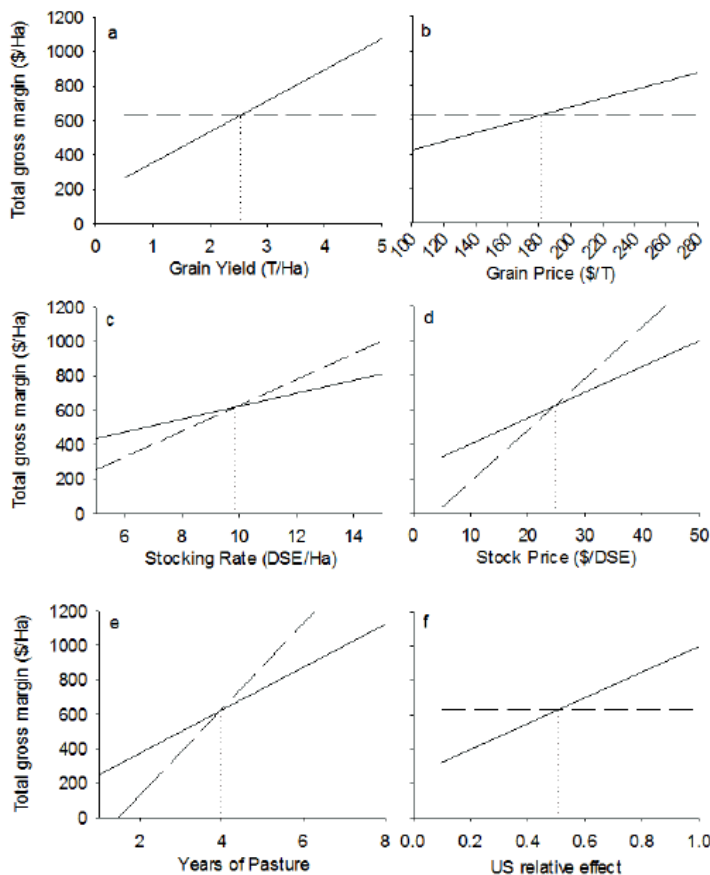 a
b
Total gross margin ($/Ha)
1200
1000
800
600
400
200
0
0 1 2 3 4 5
100 120 140 160 180 200 220 240 260 280
Grain Yield (T/Ha)
Grain Price ($/T)
c
d
Total gross margin ($/Ha)
1200
1000
800
600
400
200
0
6 8 10 12 14
0 10 20 30 40 50
Stocking Rate (DSE/Ha)
Stock Price ($/DSE)
e
f
Total gross margin ($/Ha)
1200
1000
800
600
400
200
0
2 4 6 8
0.0 0.2 0.4 0.6 0.8 1.0
Years of Pasture
US relative effect